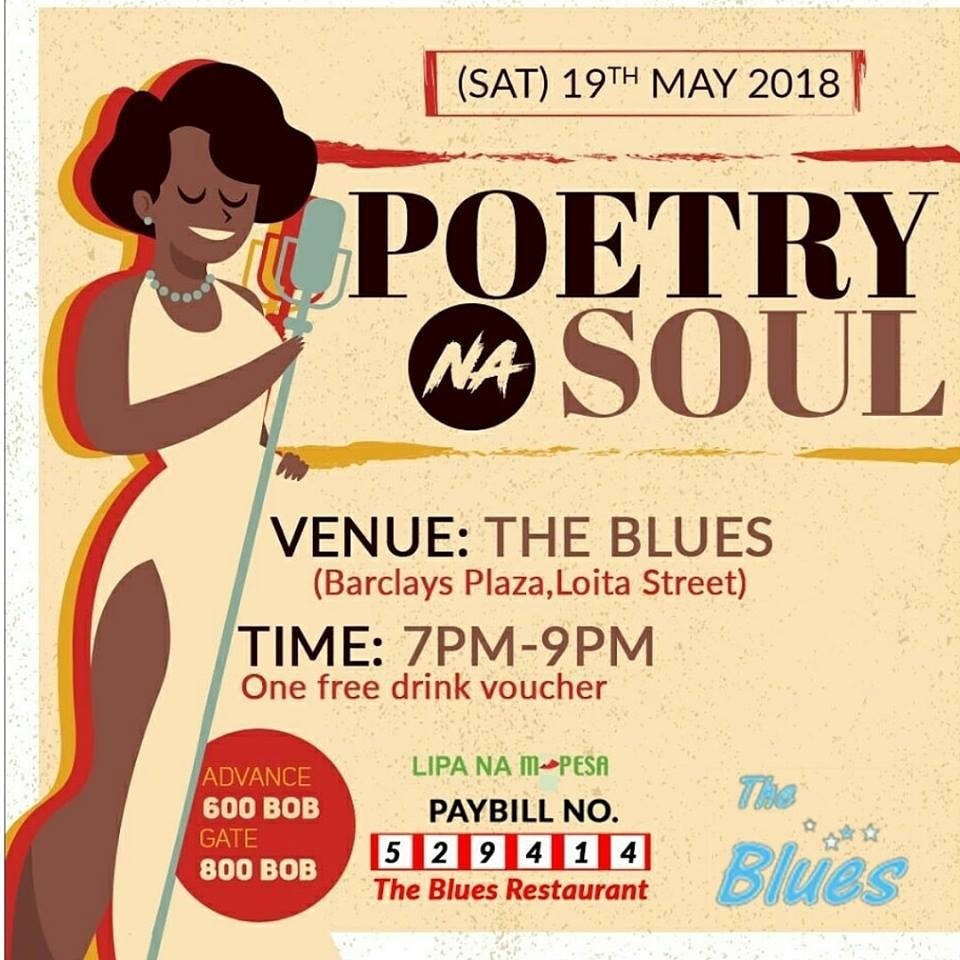 (SAT) 19TH MAY 2018
POETRY
NA SOUL
VENUE: THE BLUES
(Barclays Plaza,Loita Street)
TIME: 7PM-9PM
One free drink voucher
ADVANCE
600 BOB
GATE
800 BOB
LIPA NA M-PESA
PAYBILL NO.
5 2 9 4 1 4
The Blues Restaurant
The
Blues